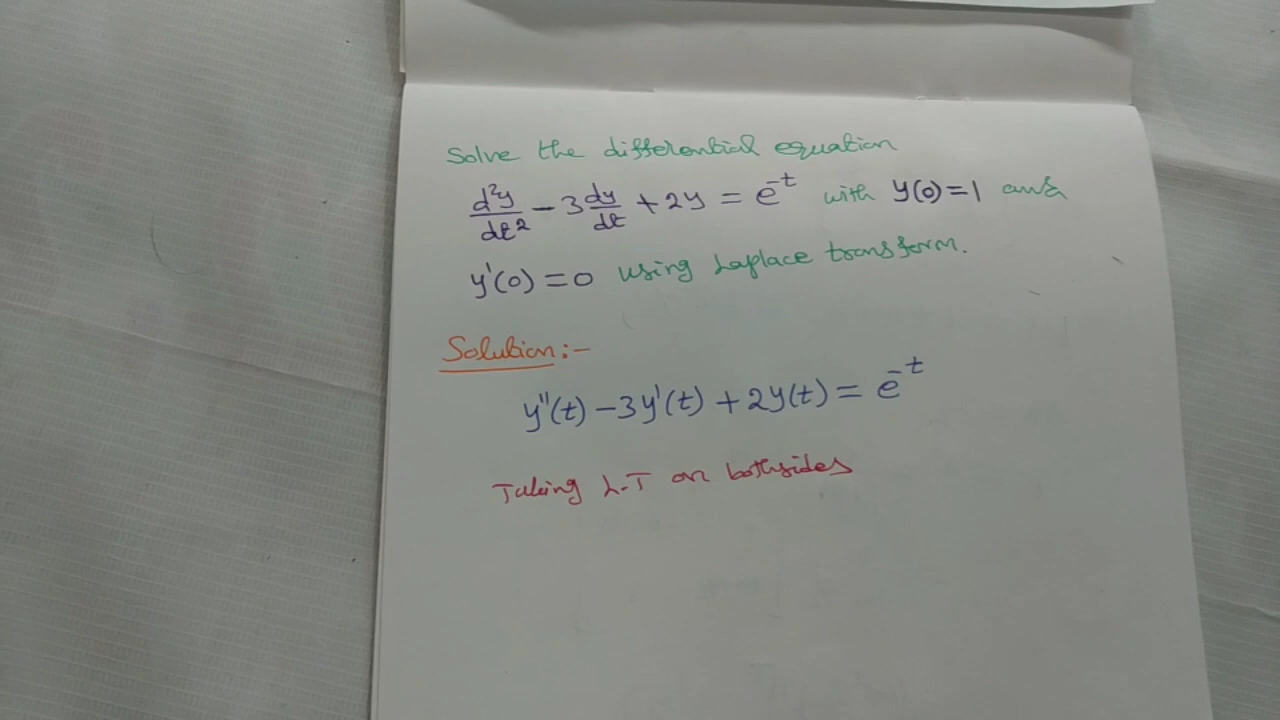 Solve the differential equation
d²y/dt² - 3 dy/dt + 2y = e^-t with y(0)=1 and
y'(0)=0 using Laplace transform.
Solution:-
y''(t) - 3y'(t) + 2y(t) = e^-t
Taking L.T on bothsides